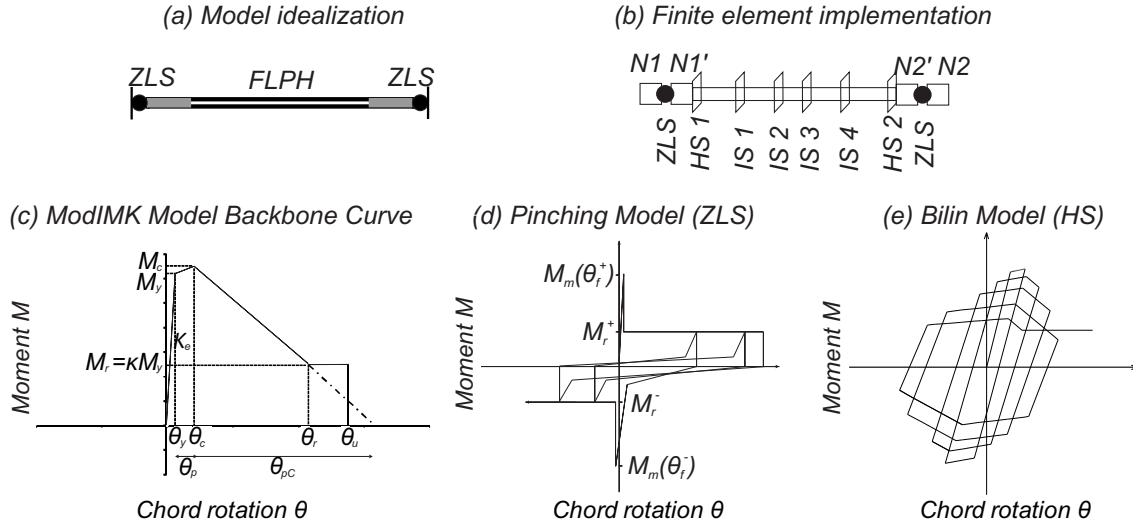 (a) Model idealization
(b) Finite element implementation
ZLS
FLPH
ZLS
N1 N1' N2' N2
ZLS
HS 1
IS 1
IS 2
IS 3
IS 4
HS 2
ZLS
(c) ModIMK Model Backbone Curve
(d) Pinching Model (ZLS)
(e) Bilin Model (HS)
Moment M
M_c
M_y
K_e
M_r =κM_y
θ_y θ_c θ_r θ_u
θ_p θ_pC
Chord rotation θ
Moment M
M_m(θ_f^+)
M_r^+
M_r^-
M_m(θ_f^-)
Chord rotation θ
Moment M
Chord rotation θ